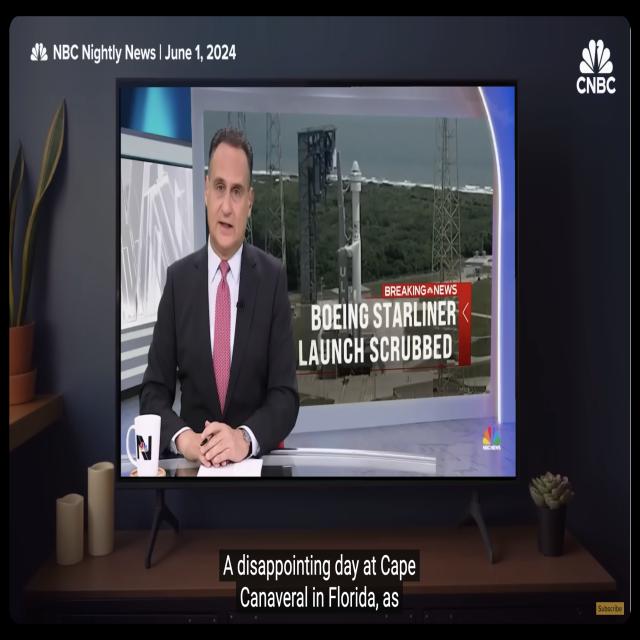 NBC Nightly News | June 1, 2024
CNBC
BREAKING NEWS
BOEING STARLINER
LAUNCH SCRUBBED
N
NBC NEWS
A disappointing day at Cape
Canaveral in Florida, as
Subscribe